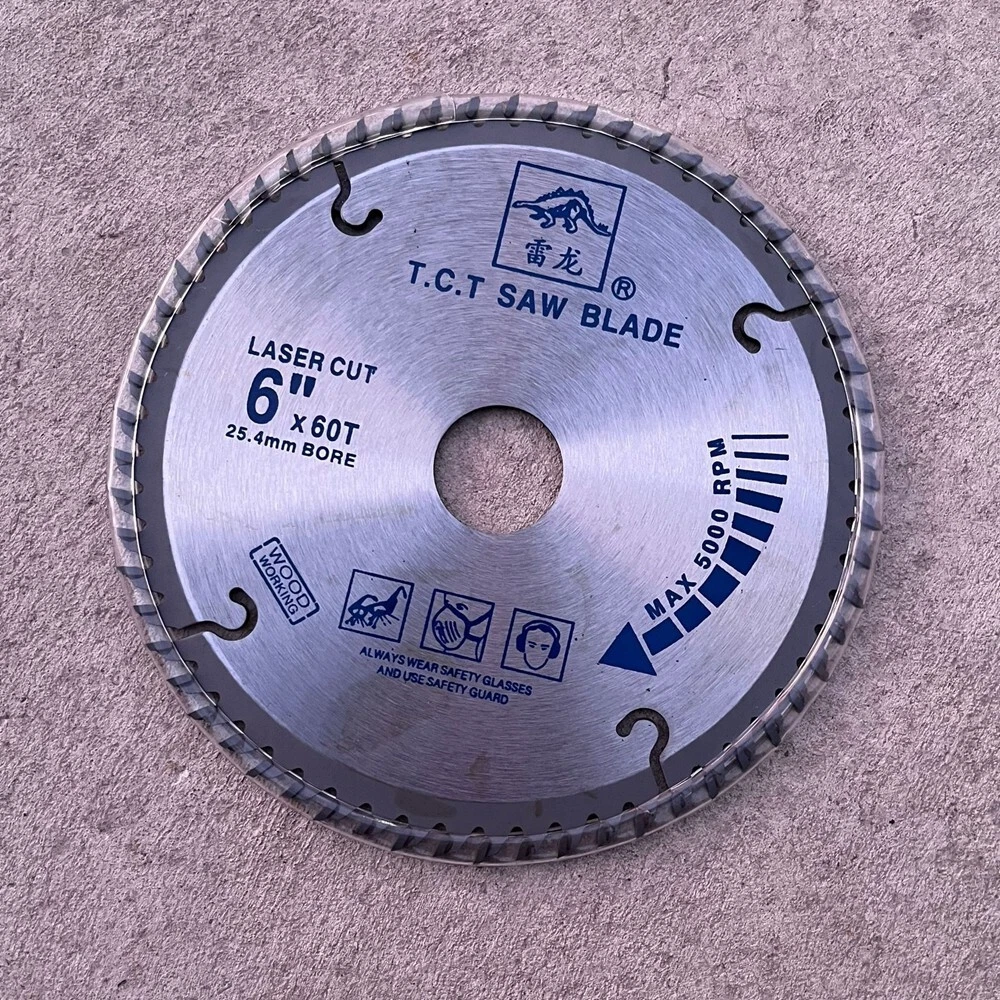 雷龙
®
T.C.T SAW BLADE
LASER CUT
6"
x 60T
25.4mm BORE
MAX 5000 RPM
WOOD
WORKING
ALWAYS WEAR SAFETY GLASSES
AND USE SAFETY GUARD